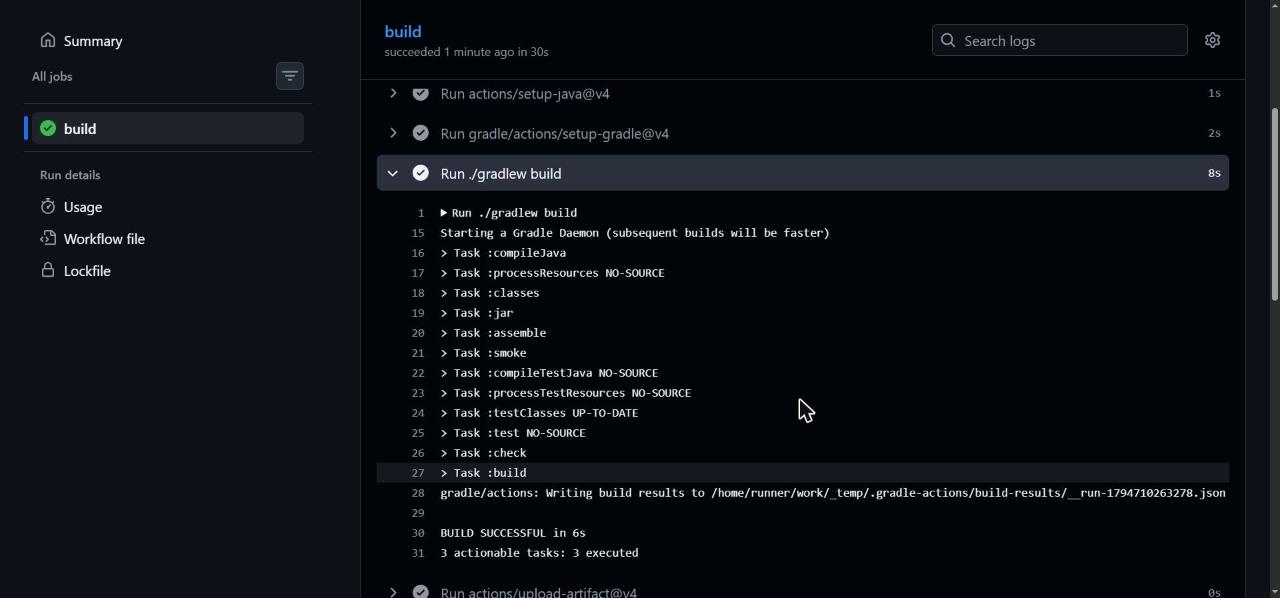 Summary
All jobs
build
Run details
Usage
Workflow file
Lockfile
build
succeeded 1 minute ago in 30s
Search logs
Run actions/setup-java@v4 1s
Run gradle/actions/setup-gradle@v4 2s
Run ./gradlew build 8s
1 Run ./gradlew build
15 Starting a Gradle Daemon (subsequent builds will be faster)
16 > Task :compileJava
17 > Task :processResources NO-SOURCE
18 > Task :classes
19 > Task :jar
20 > Task :assemble
21 > Task :smoke
22 > Task :compileTestJava NO-SOURCE
23 > Task :processTestResources NO-SOURCE
24 > Task :testClasses UP-TO-DATE
25 > Task :test NO-SOURCE
26 > Task :check
27 > Task :build
28 gradle/actions: Writing build results to /home/runner/work/_temp/.gradle-actions/build-results/__run-1794710263278.json
29
30 BUILD SUCCESSFUL in 6s
31 3 actionable tasks: 3 executed
Run actions/upload-artifact@v4 0s